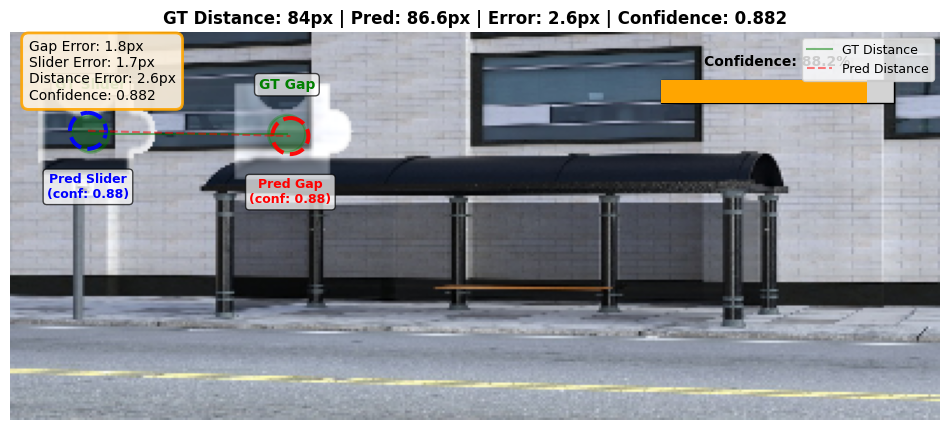 GT Distance: 84px | Pred: 86.6px | Error: 2.6px | Confidence: 0.882
Gap Error: 1.8px
Slider Error: 1.7px
Distance Error: 2.6px
Confidence: 0.882
GT Gap
Confidence: 88.2%
GT Distance
Pred Distance
Pred Slider
(conf: 0.88)
Pred Gap
(conf: 0.88)